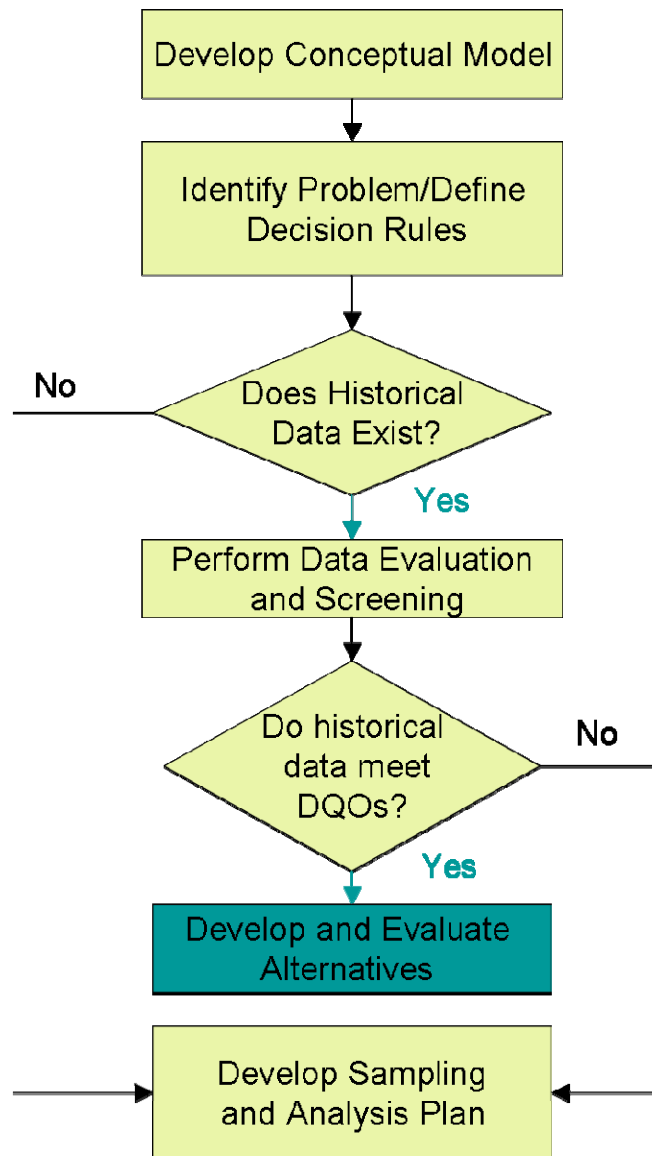 Develop Conceptual Model
Identify Problem/Define
Decision Rules
No
Does Historical
Data Exist?
Yes
Perform Data Evaluation
and Screening
Do historical
data meet
DQOs?
No
Yes
Develop and Evaluate
Alternatives
Develop Sampling
and Analysis Plan